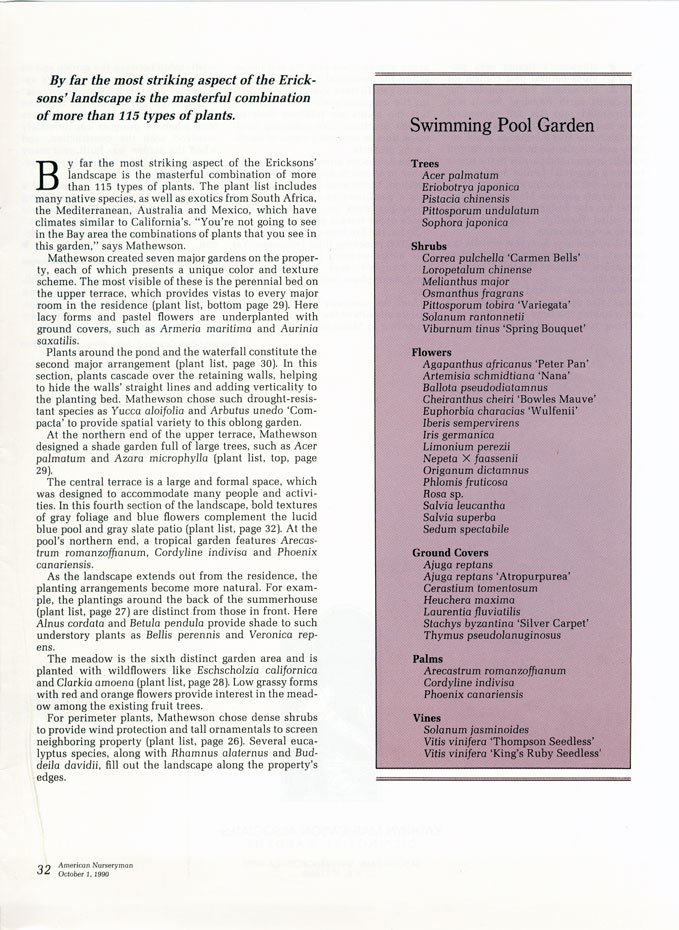 By far the most striking aspect of the Erick-
sons' landscape is the masterful combination
of more than 115 types of plants.
By far the most striking aspect of the Ericksons'
landscape is the masterful combination of more
than 115 types of plants. The plant list includes
many native species, as well as exotics from South Africa,
the Mediterranean, Australia and Mexico, which have
climates similar to California's. "You're not going to see
in the Bay area the combinations of plants that you see in
this garden," says Mathewson.
Mathewson created seven major gardens on the proper-
ty, each of which presents a unique color and texture
scheme. The most visible of these is the perennial bed on
the upper terrace, which provides vistas to every major
room in the residence (plant list, bottom page 29). Here
lacy forms and pastel flowers are underplanted with
ground covers, such as Armeria maritima and Aurinia
saxatilis.
Plants around the pond and the waterfall constitute the
second major arrangement (plant list, page 30). In this
section, plants cascade over the retaining walls, helping
to hide the walls' straight lines and adding verticality to
the planting bed. Mathewson chose such drought-resis-
tant species as Yucca aloifolia and Arbutus unedo 'Com-
pacta' to provide spatial variety to this oblong garden.
At the northern end of the upper terrace, Mathewson
designed a shade garden full of large trees, such as Acer
palmatum and Azara microphylla (plant list, top, page
29).
The central terrace is a large and formal space, which
was designed to accommodate many people and activi-
ties. In this fourth section of the landscape, bold textures
of gray foliage and blue flowers complement the lucid
blue pool and gray slate patio (plant list, page 32). At the
pool's northern end, a tropical garden features Arecas-
trum romanzoffianum, Cordyline indivisa and Phoenix
canariensis.
As the landscape extends out from the residence, the
planting arrangements become more natural. For exam-
ple, the plantings around the back of the summerhouse
(plant list, page 27) are distinct from those in front. Here
Alnus cordata and Betula pendula provide shade to such
understory plants as Bellis perennis and Veronica rep-
ens.
The meadow is the sixth distinct garden area and is
planted with wildflowers like Eschscholzia californica
and Clarkia amoena (plant list, page 28). Low grassy forms
with red and orange flowers provide interest in the mead-
ow among the existing fruit trees.
For perimeter plants, Mathewson chose dense shrubs
to provide wind protection and tall ornamentals to screen
neighboring property (plant list, page 26). Several euca-
lyptus species, along with Rhamnus alaternus and Bud-
deila davidii, fill out the landscape along the property's
edges.
Swimming Pool Garden
Trees
Acer palmatum
Eriobotrya japonica
Pistacia chinensis
Pittosporum undulatum
Sophora japonica
Shrubs
Correa pulchella 'Carmen Bells'
Loropetalum chinense
Melianthus major
Osmanthus fragrans
Pittosporum tobira 'Variegata'
Solanum rantonnetii
Viburnum tinus 'Spring Bouquet'
Flowers
Agapanthus africanus 'Peter Pan'
Artemisia schmidtiana 'Nana'
Ballota pseudodiatamnus
Cheiranthus cheiri 'Bowles Mauve'
Euphorbia characias 'Wulfenii'
Iberis sempervirens
Iris germanica
Limonium perezii
Nepeta X faassenii
Origanum dictamnus
Phlomis fruticosa
Rosa sp.
Salvia leucantha
Salvia superba
Sedum spectabile
Ground Covers
Ajuga reptans
Ajuga reptans 'Atropurpurea'
Cerastium tomentosum
Heuchera maxima
Laurentia fluviatilis
Stachys byzantina 'Silver Carpet'
Thymus pseudolanuginosus
Palms
Arecastrum romanzoffianum
Cordyline indivisa
Phoenix canariensis
Vines
Solanum jasminoides
Vitis vinifera 'Thompson Seedless'
Vitis vinifera 'King's Ruby Seedless'
32 American Nurseryman
October 1, 1990